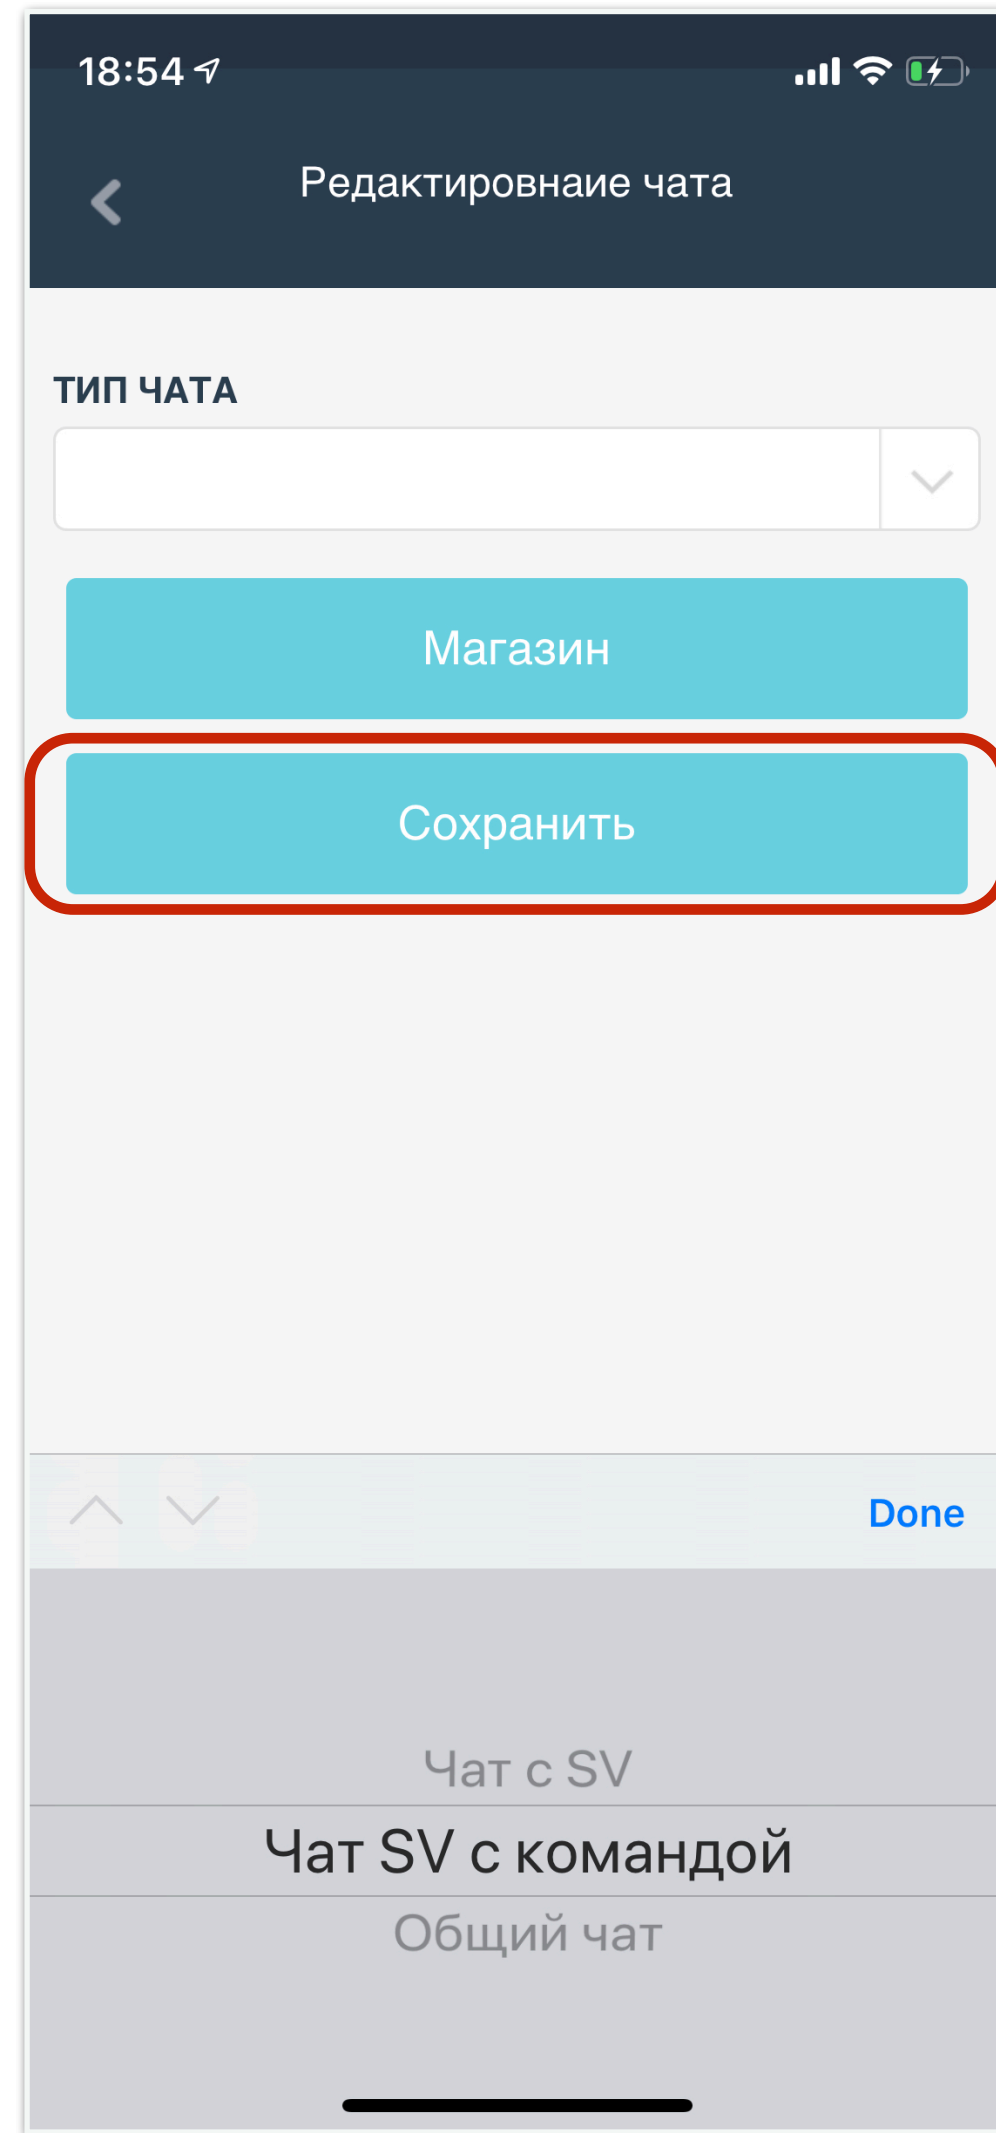 18:54
Редактировнаие чата
ТИП ЧАТА
Магазин
Сохранить
Done
Чат с SV
Чат SV с командой
Общий чат